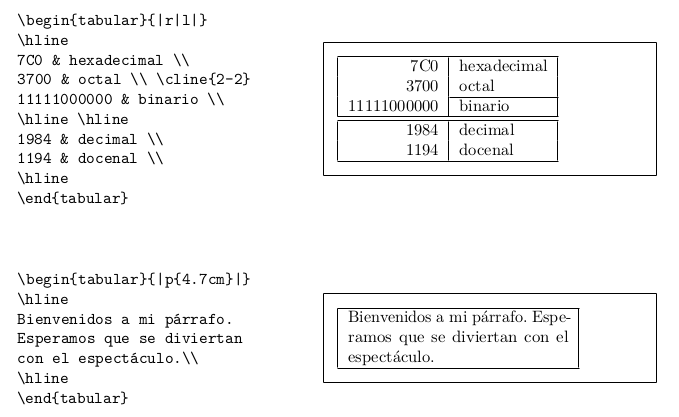 \begin{tabular}{|r|l|}
\hline
7C0 & hexadecimal \\
3700 & octal \\ \cline{2-2}
11111000000 & binario \\
\hline \hline
1984 & decimal \\
1194 & docenal \\
\hline
\end{tabular}
7C0 hexadecimal
3700 octal
11111000000 binario
1984 decimal
1194 docenal
\begin{tabular}{|p{4.7cm}|}
\hline
Bienvenidos a mi párrafo.
Esperamos que se diviertan
con el espectáculo.\\
\hline
\end{tabular}
Bienvenidos a mi párrafo. Espe-
ramos que se diviertan con el
espectáculo.